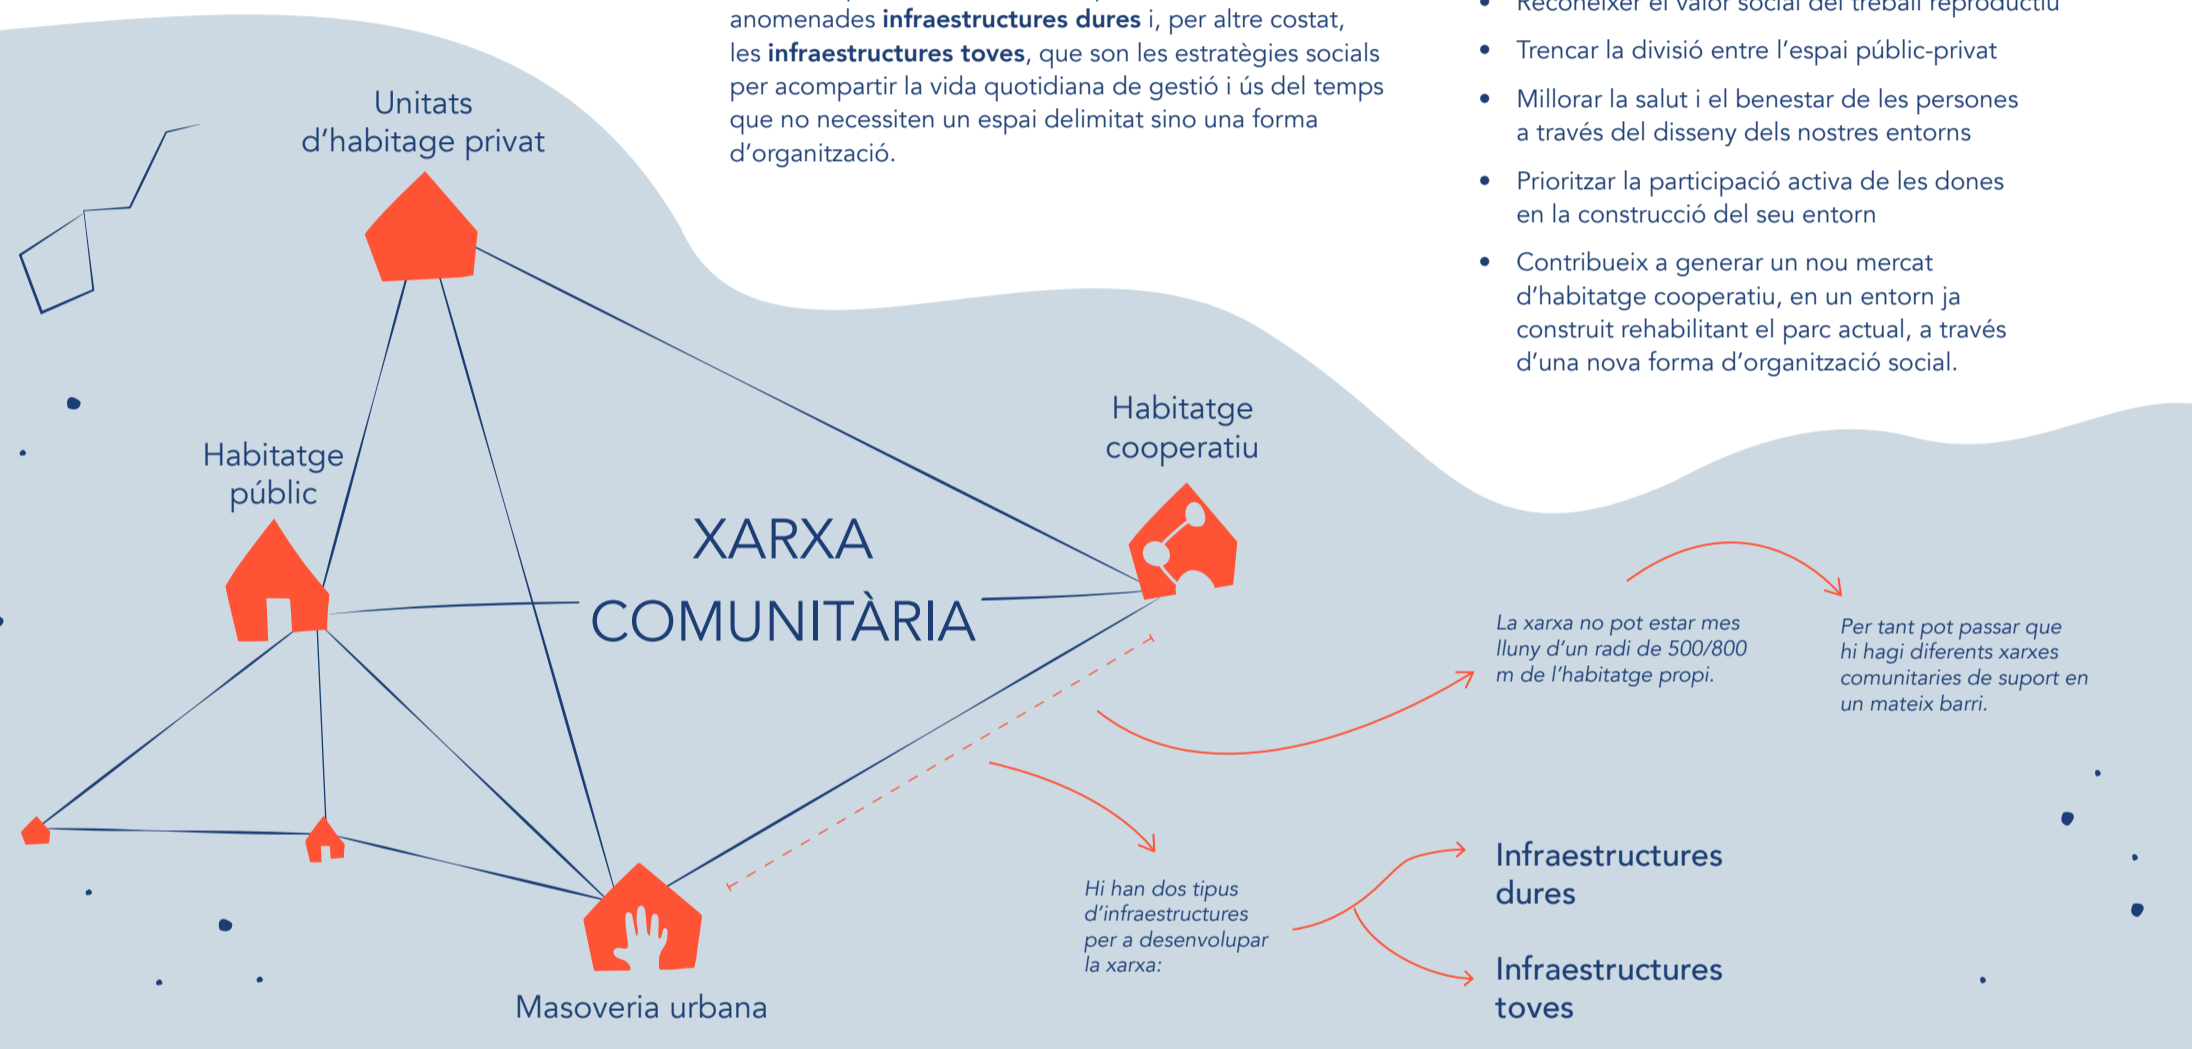 anomenades infraestructures dures i, per altre costat,
les infraestructures toves, que son les estratègies socials
per acompartir la vida quotidiana de gestió i ús del temps
que no necessiten un espai delimitat sino una forma
d'organització.
• Reconeixer el valor social del treball reproductiu
• Trencar la divisió entre l'espai públic-privat
• Millorar la salut i el benestar de les persones
a través del disseny dels nostres entorns
• Prioritzar la participació activa de les dones
en la construcció del seu entorn
• Contribueix a generar un nou mercat
d'habitatge cooperatiu, en un entorn ja
construit rehabilitant el parc actual, a través
d'una nova forma d'organització social.
Unitats
d'habitage privat
Habitatge
públic
Habitatge
cooperatiu
XARXA
COMUNITÀRIA
Masoveria urbana
La xarxa no pot estar mes
lluny d'un radi de 500/800
m de l'habitatge propi.
Per tant pot passar que
hi hagi diferents xarxes
comunitaries de suport en
un mateix barri.
Hi han dos tipus
d'infraestructures
per a desenvolupar
la xarxa:
Infraestructures
dures
Infraestructures
toves